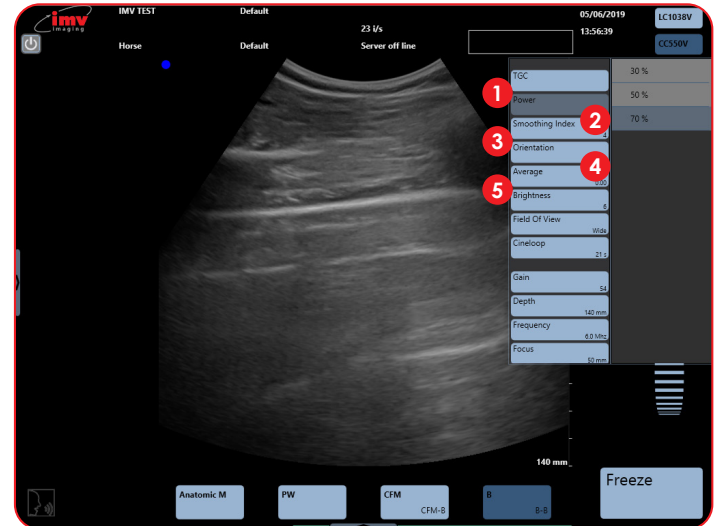 imv
imaging
IMV TEST
Default
23 i/s
05/06/2019
13:56:39
LC1038V
CC550V
Horse
Default
Server off line
TGC
30 %
1
Power
50 %
Smoothing Index
4
2
70 %
3
Orientation
Average
0.00
4
5
Brightness
6
Field Of View
Wide
Cineloop
21 s
Gain
54
Depth
140 mm
Frequency
6.0 Mhz
Focus
50 mm
140 mm
Anatomic M
PW
CFM
CFM-B
B
B-B
Freeze